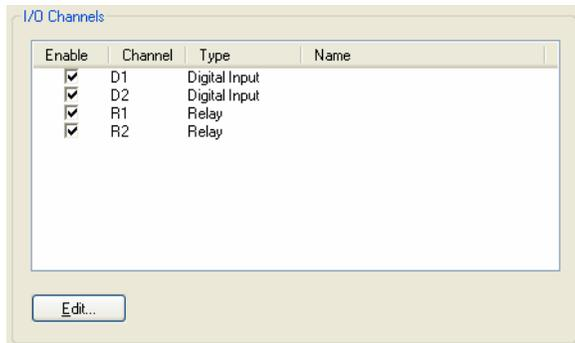 I/O Channels
Enable Channel Type Name
D1 Digital Input
D2 Digital Input
R1 Relay
R2 Relay
Edit...